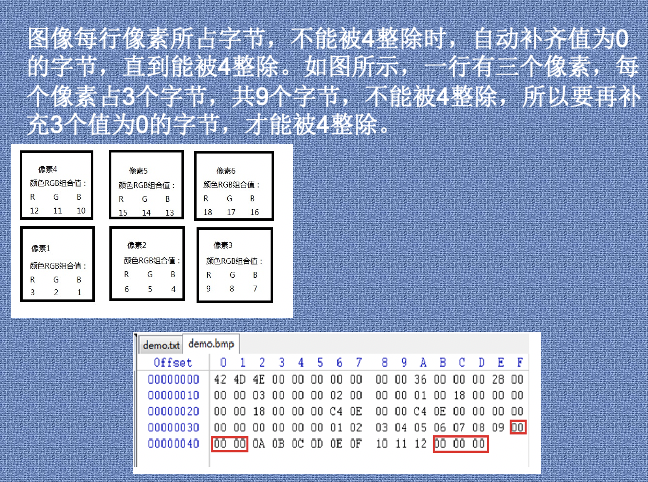 图像每行像素所占字节，不能被4整除时，自动补齐值为0
的字节，直到能被4整除。如图所示，一行有三个像素，每
个像素占3个字节，共9个字节，不能被4整除，所以要再补
充3个值为0的字节，才能被4整除。
像素4 像素5 像素6
颜色RGB组合值： 颜色RGB组合值： 颜色RGB组合值：
R G B R G B R G B
12 11 10 15 14 13 18 17 16
像素1 像素2 像素3
颜色RGB组合值： 颜色RGB组合值： 颜色RGB组合值：
R G B R G B R G B
3 2 1 6 5 4 9 8 7
demo.txt demo.bmp
Offset 0 1 2 3 4 5 6 7 8 9 A B C D E F
00000000 42 4D 4E 00 00 00 00 00 00 00 36 00 00 00 28 00
00000010 00 00 03 00 00 00 02 00 00 00 01 00 18 00 00 00
00000020 00 00 18 00 00 00 C4 0E 00 00 C4 0E 00 00 00 00
00000030 00 00 00 00 00 00 01 02 03 04 05 06 07 08 09 00
00000040 00 00 0A 0B 0C 0D 0E 0F 10 11 12 00 00 00